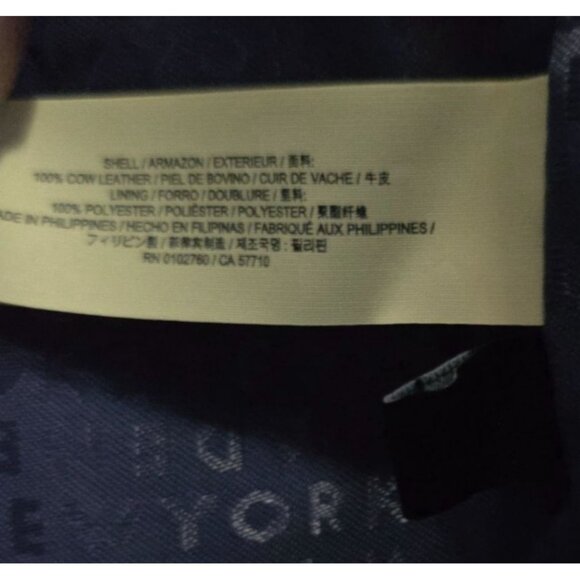 SHELL / ARMAZON / EXTERIEUR / 面料:
100% COW LEATHER / PIEL DE BOVINO / CUIR DE VACHE / 牛皮
LINING / FORRO / DOUBLURE / 里料:
100% POLYESTER / POLIÉSTER / POLYESTER / 聚酯纤维
ADE IN PHILIPPINES / HECHO EN FILIPINAS / FABRIQUÉ AUX PHILIPPINES /
フィリピン製 / 菲律宾制造 / 제조국명 : 필리핀
RN 0102760 / CA 57710
YORK